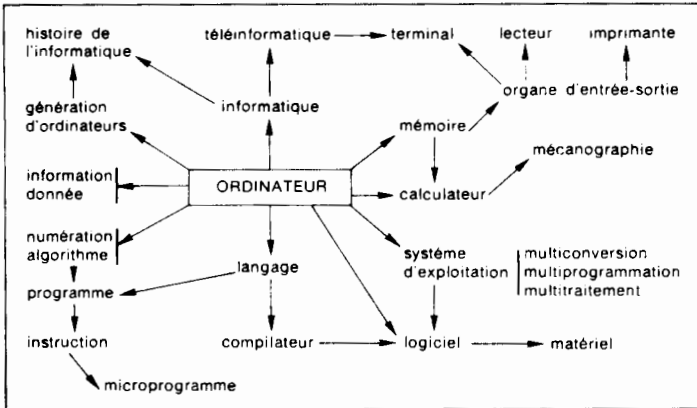 histoire de
l'informatique
téléinformatique
terminal
lecteur
imprimante
génération
d'ordinateurs
informatique
organe d'entrée-sortie
mémoire
mécanographie
information
donnée
ORDINATEUR
calculateur
numération
algorithme
langage
système
d'exploitation
multiconversion
multiprogrammation
multitraitement
programme
instruction
compilateur
logiciel
matériel
microprogramme